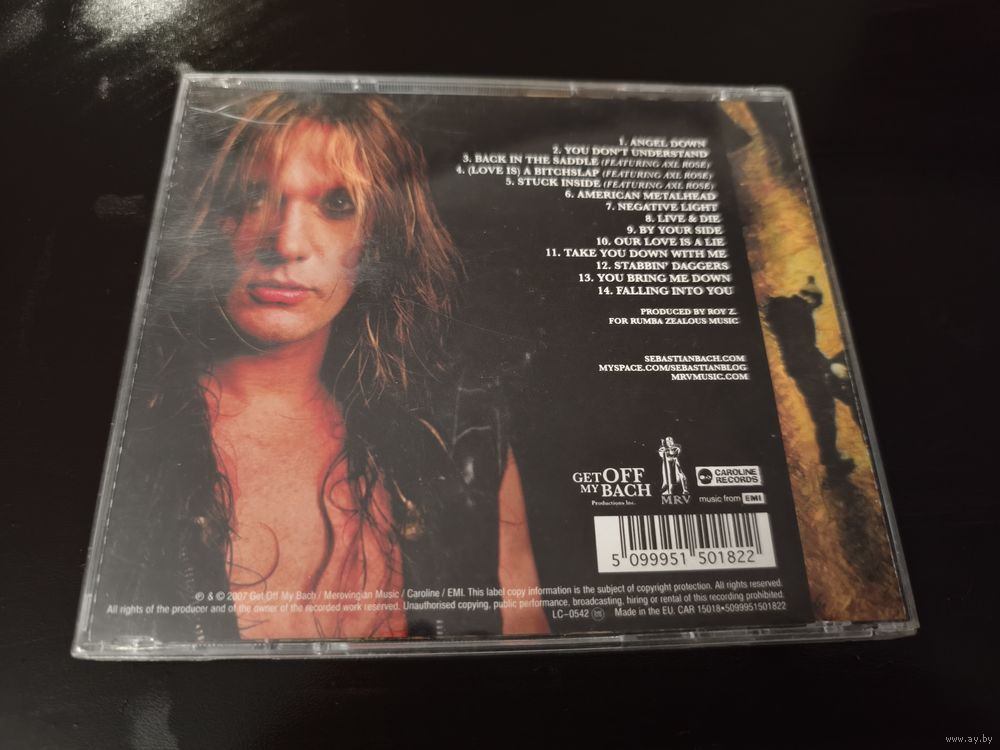 1. ANGEL DOWN
2. YOU DON'T UNDERSTAND
3. BACK IN THE SADDLE (FEATURING AXL ROSE)
4. (LOVE IS) A BITCHSLAP (FEATURING AXL ROSE)
5. STUCK INSIDE (FEATURING AXL ROSE)
6. AMERICAN METALHEAD
7. NEGATIVE LIGHT
8. LIVE & DIE
9. BY YOUR SIDE
10. OUR LOVE IS A LIE
11. TAKE YOU DOWN WITH ME
12. STABBIN' DAGGERS
13. YOU BRING ME DOWN
14. FALLING INTO YOU
PRODUCED BY ROY Z.
FOR RUMBA ZEALOUS MUSIC
SEBASTIANBACH.COM
MYSPACE.COM/SEBASTIANBLOG
MRVMUSIC.COM
GET OFF
MY BACH
Productions Inc.
MRV
CAROLINE
RECORDS
music from EMI
5 099951 501822
℗ & © 2007 Get Off My Bach / Merovingian Music / Caroline / EMI. This label copy information is the subject of copyright protection. All rights reserved.
All rights of the producer and of the owner of the recorded work reserved. Unauthorised copying, public performance, broadcasting, hiring or rental of this recording prohibited.
LC-0542 Made in the EU. CAR 15018•5099951501822
www.ay.by